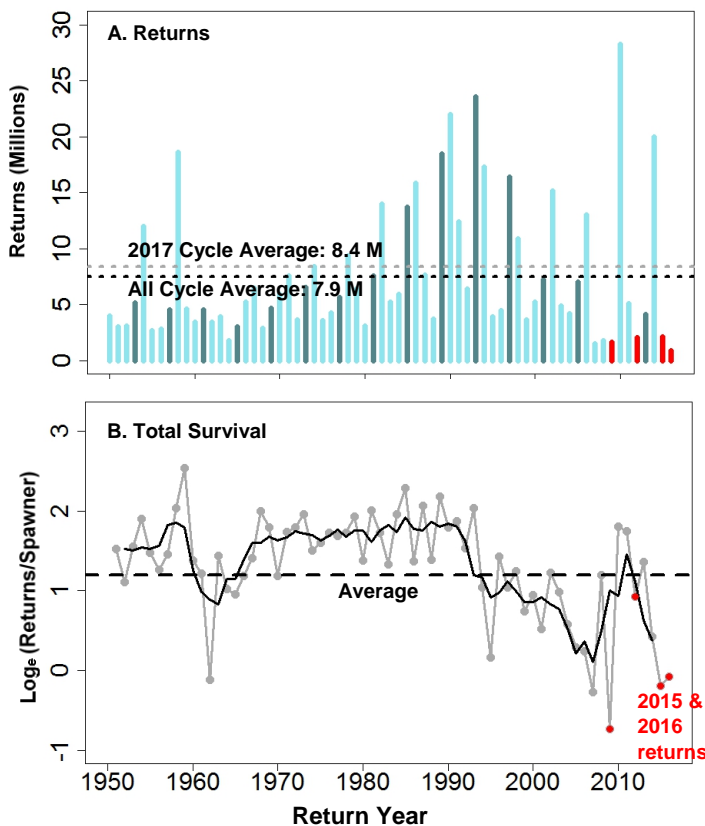 A. Returns
Returns (Millions)
30
25
20
15
10
5
0
2017 Cycle Average: 8.4 M
All Cycle Average: 7.9 M
B. Total Survival
Logₑ (Returns/Spawner)
3
2
1
0
-1
Average
2015 &
2016
returns
1950 1960 1970 1980 1990 2000 2010
Return Year